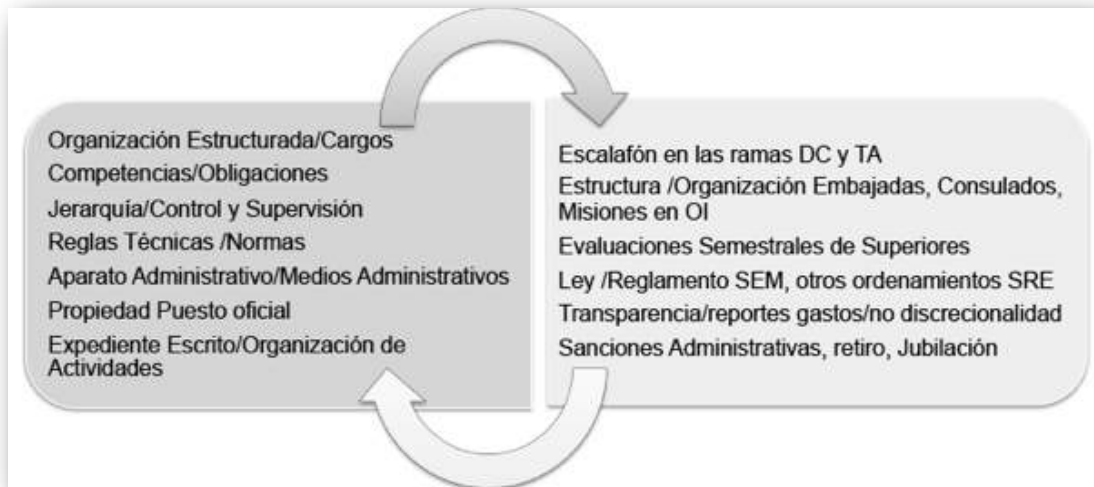 Organización Estructurada/Cargos
Competencias/Obligaciones
Jerarquía/Control y Supervisión
Reglas Técnicas /Normas
Aparato Administrativo/Medios Administrativos
Propiedad Puesto oficial
Expediente Escrito/Organización de
Actividades
Escalafón en las ramas DC y TA
Estructura /Organización Embajadas, Consulados,
Misiones en OI
Evaluaciones Semestrales de Superiores
Ley /Reglamento SEM, otros ordenamientos SRE
Transparencia/reportes gastos/no discrecionalidad
Sanciones Administrativas, retiro, Jubilación